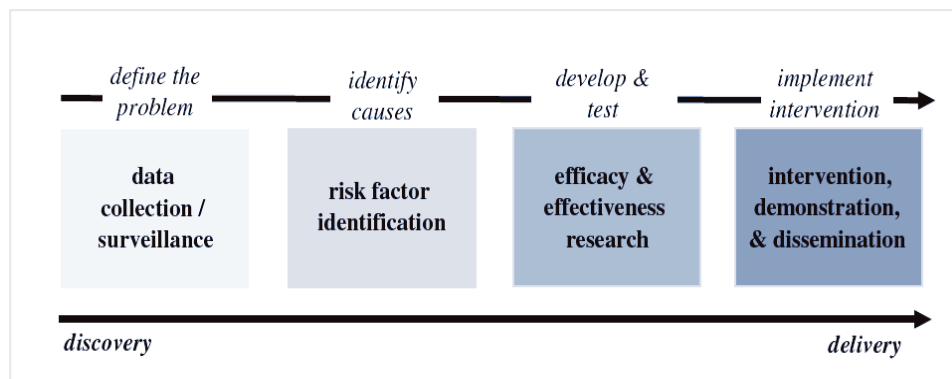 define the
problem
identify
causes
develop &
test
implement
intervention
data
collection /
surveillance
risk factor
identification
efficacy &
effectiveness
research
intervention,
demonstration,
& dissemination
discovery
delivery